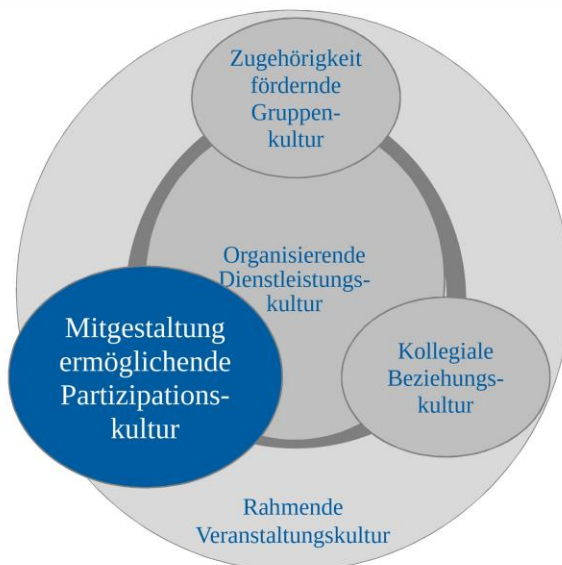 Zugehörigkeit
fördernde
Gruppen-
kultur
Organisierende
Dienstleistungs-
kultur
Mitgestaltung
ermöglichende
Partizipations-
kultur
Kollegiale
Beziehungs-
kultur
Rahmende
Veranstaltungskultur